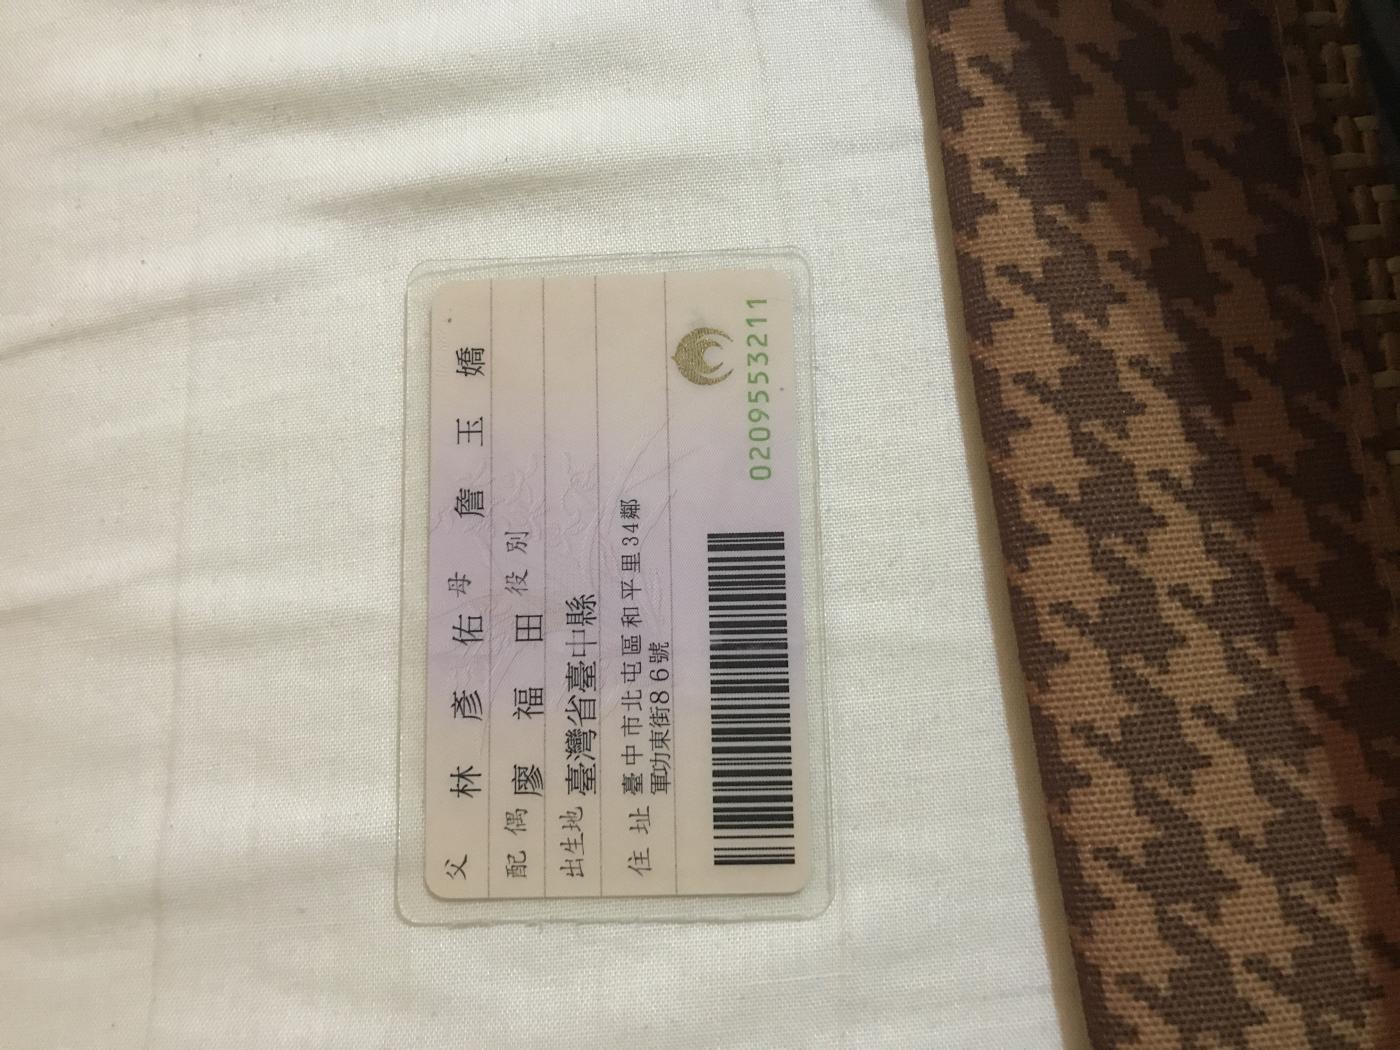 父 林彥佑 母 詹玉嬌
配偶 廖福田 役別
出生地 臺灣省臺中縣
住址 臺中市北屯區和平里34鄰
軍功東街86號
0209553211